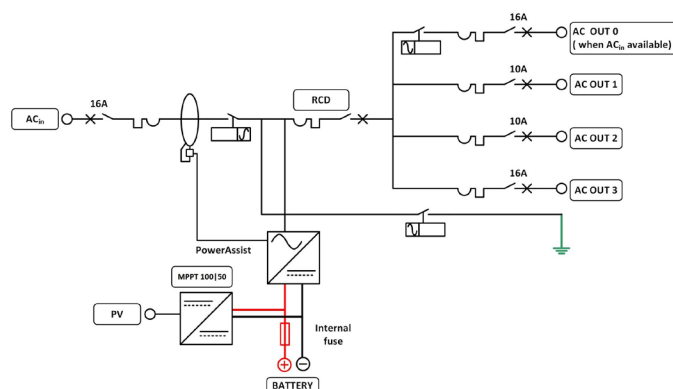 16A
AC OUT 0
( when ACin available)
10A
AC OUT 1
RCD
16A
ACin
10A
AC OUT 2
16A
AC OUT 3
PowerAssist
MPPT 100|50
PV
Internal
fuse
+
−
BATTERY